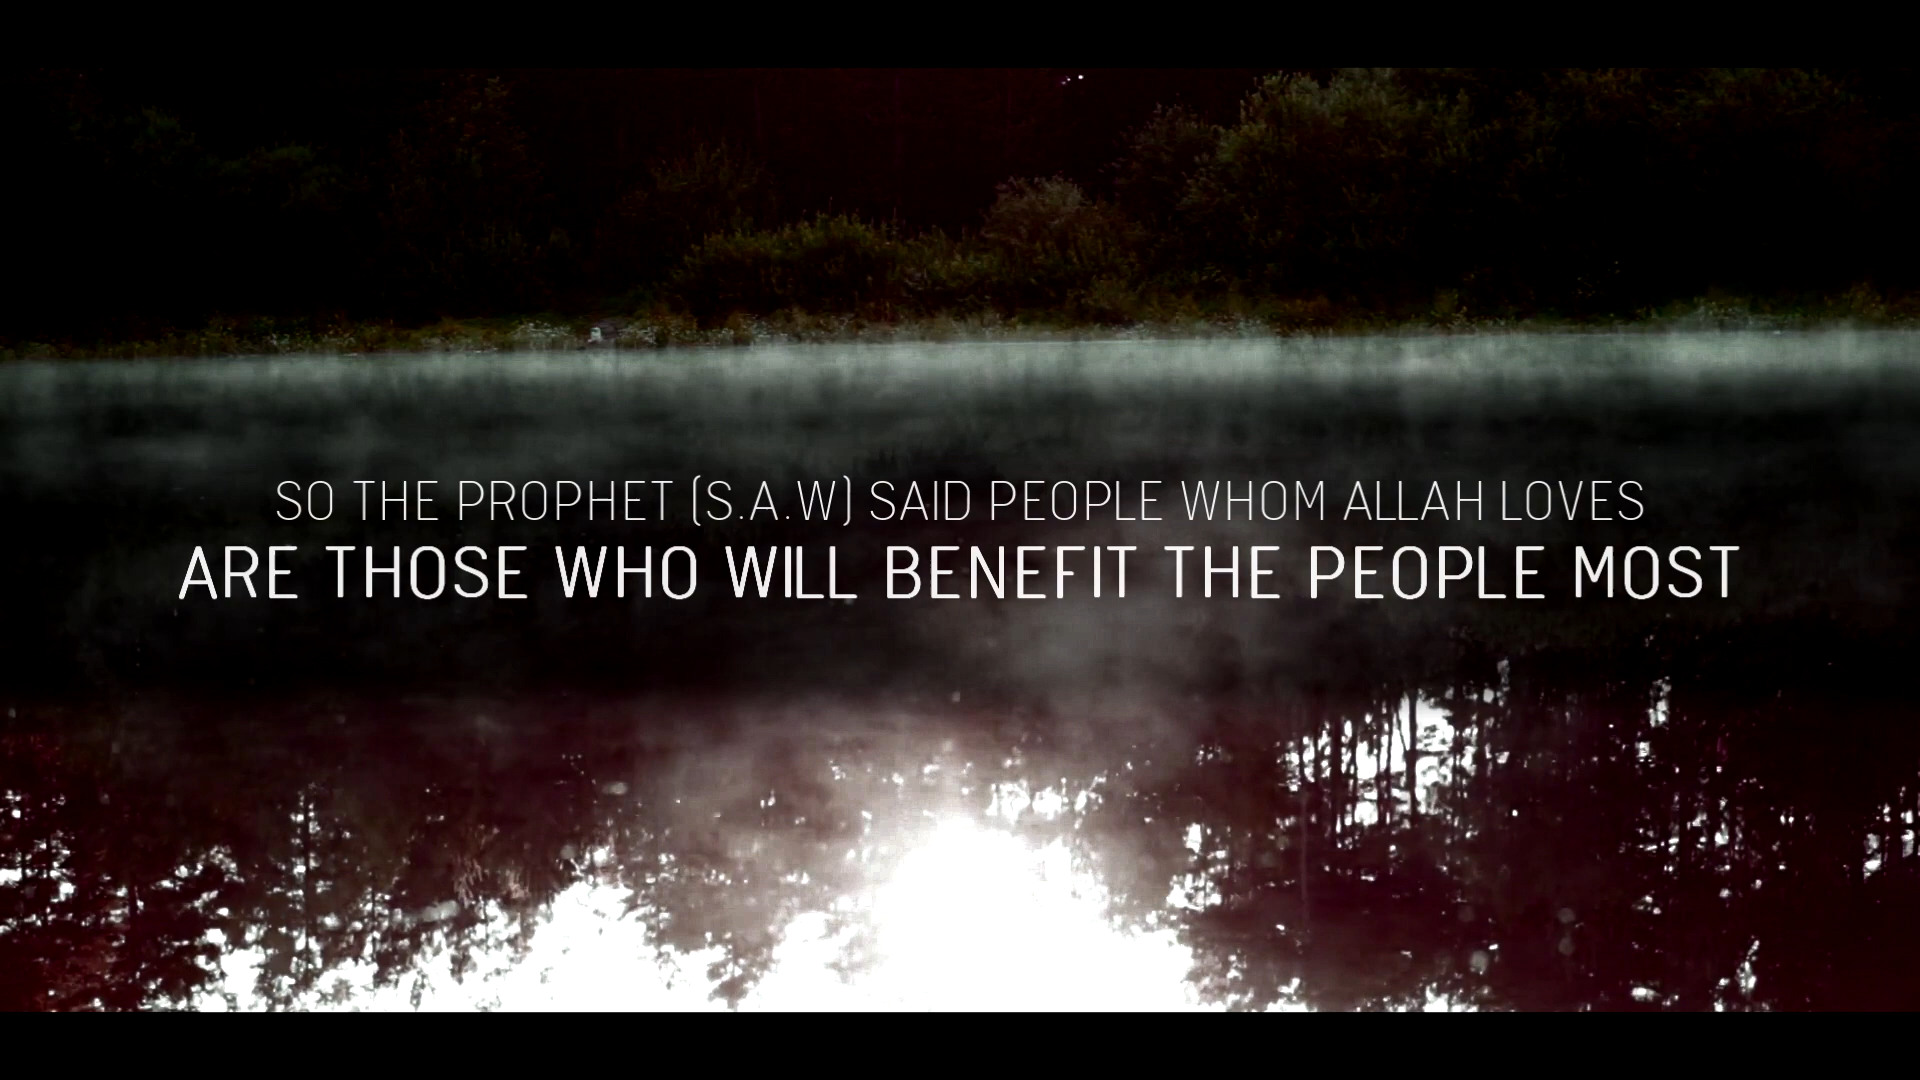 SO THE PROPHET (S.A.W) SAID PEOPLE WHOM ALLAH LOVES
ARE THOSE WHO WILL BENEFIT THE PEOPLE MOST